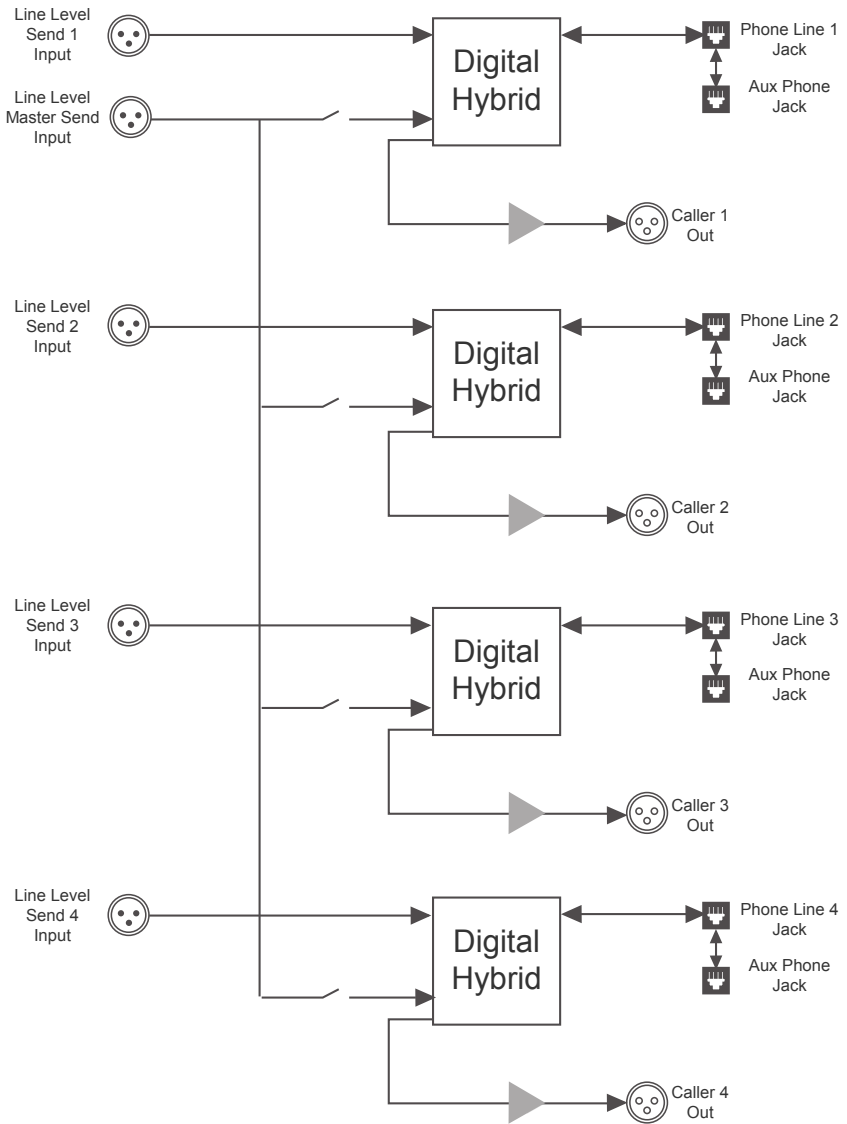 Line Level
Send 1
Input
Digital
Hybrid
Phone Line 1
Jack
Aux Phone
Jack
Line Level
Master Send
Input
Caller 1
Out
Line Level
Send 2
Input
Digital
Hybrid
Phone Line 2
Jack
Aux Phone
Jack
Caller 2
Out
Line Level
Send 3
Input
Digital
Hybrid
Phone Line 3
Jack
Aux Phone
Jack
Caller 3
Out
Line Level
Send 4
Input
Digital
Hybrid
Phone Line 4
Jack
Aux Phone
Jack
Caller 4
Out